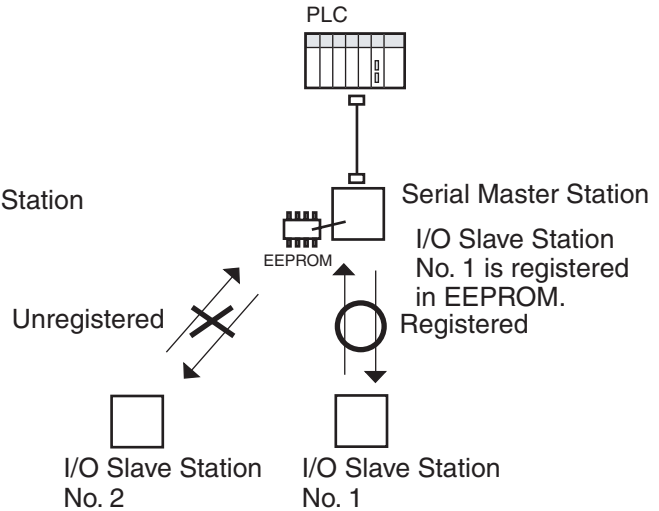 PLC
Station
Serial Master Station
EEPROM
I/O Slave Station
No. 1 is registered
in EEPROM.
Unregistered
Registered
I/O Slave Station
No. 2
I/O Slave Station
No. 1